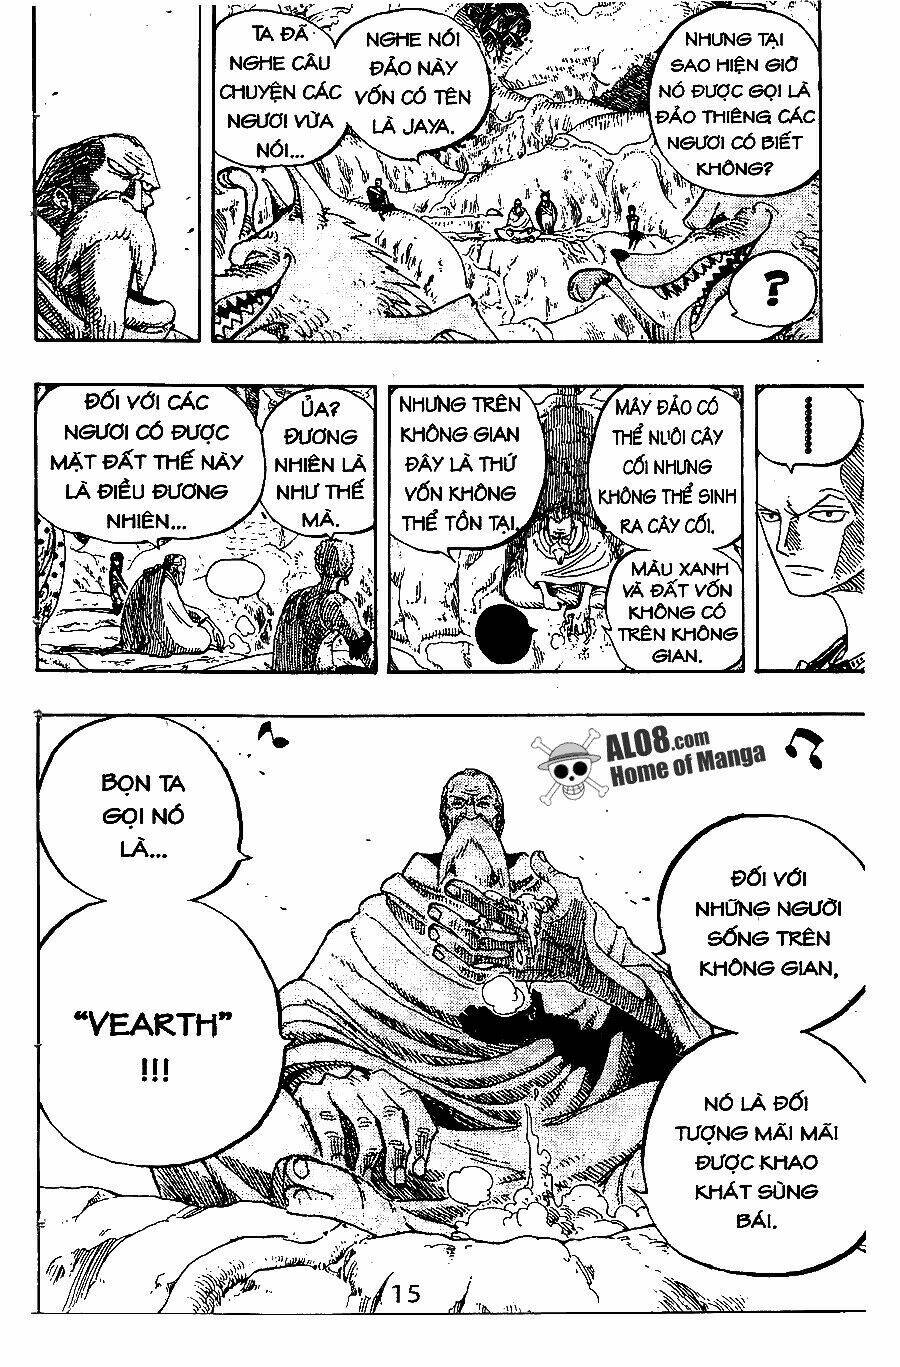 NHƯNG TẠI
SAO HIỆN GIỜ
NÓ ĐƯỢC GỌI LÀ
ĐẢO THIÊNG CÁC
NGƯƠI CÓ BIẾT
KHÔNG?
?
NGHE NÓI
ĐẢO NÀY
VỐN CÓ TÊN
LÀ JAYA.
TA ĐÃ
NGHE CÂU
CHUYỆN CÁC
NGƯƠI VỪA
NÓI...
MÂY ĐẢO CÓ
THỂ NUÔI CÂY
CỐI NHƯNG
KHÔNG THỂ SINH
RA CÂY CỐI.
MÀU XANH
VÀ ĐẤT VỐN
KHÔNG CÓ
TRÊN KHÔNG
GIAN.
NHƯNG TRÊN
KHÔNG GIAN
ĐÂY LÀ THỨ
VỐN KHÔNG
THỂ TỒN TẠI.
ỦA?
ĐƯƠNG
NHIÊN LÀ
NHƯ THẾ
MÀ.
ĐỐI VỚI CÁC
NGƯƠI CÓ ĐƯỢC
MẶT ĐẤT THẾ NÀY
LÀ ĐIỀU ĐƯƠNG
NHIÊN...
AL08.com
Home of Manga
ĐỐI VỚI
NHỮNG NGƯỜI
SỐNG TRÊN
KHÔNG GIAN,
NÓ LÀ ĐỐI
TƯỢNG MÃI MÃI
ĐƯỢC KHAO
KHÁT SÙNG
BÁI.
BỌN TA
GỌI NÓ
LÀ...
“VEARTH”
!!!
15